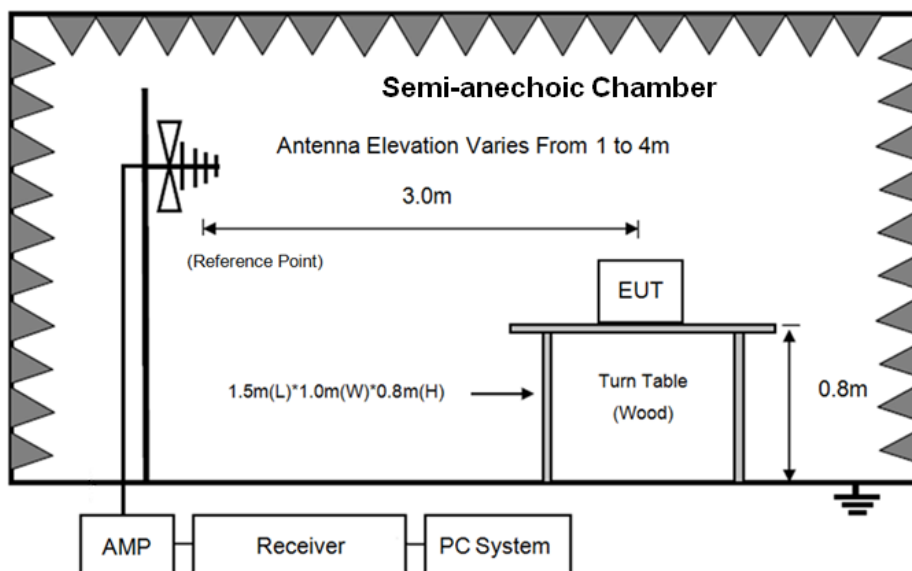 Semi-anechoic Chamber
Antenna Elevation Varies From 1 to 4m
3.0m
(Reference Point)
EUT
1.5m(L)*1.0m(W)*0.8m(H)
Turn Table
(Wood)
0.8m
AMP
Receiver
PC System